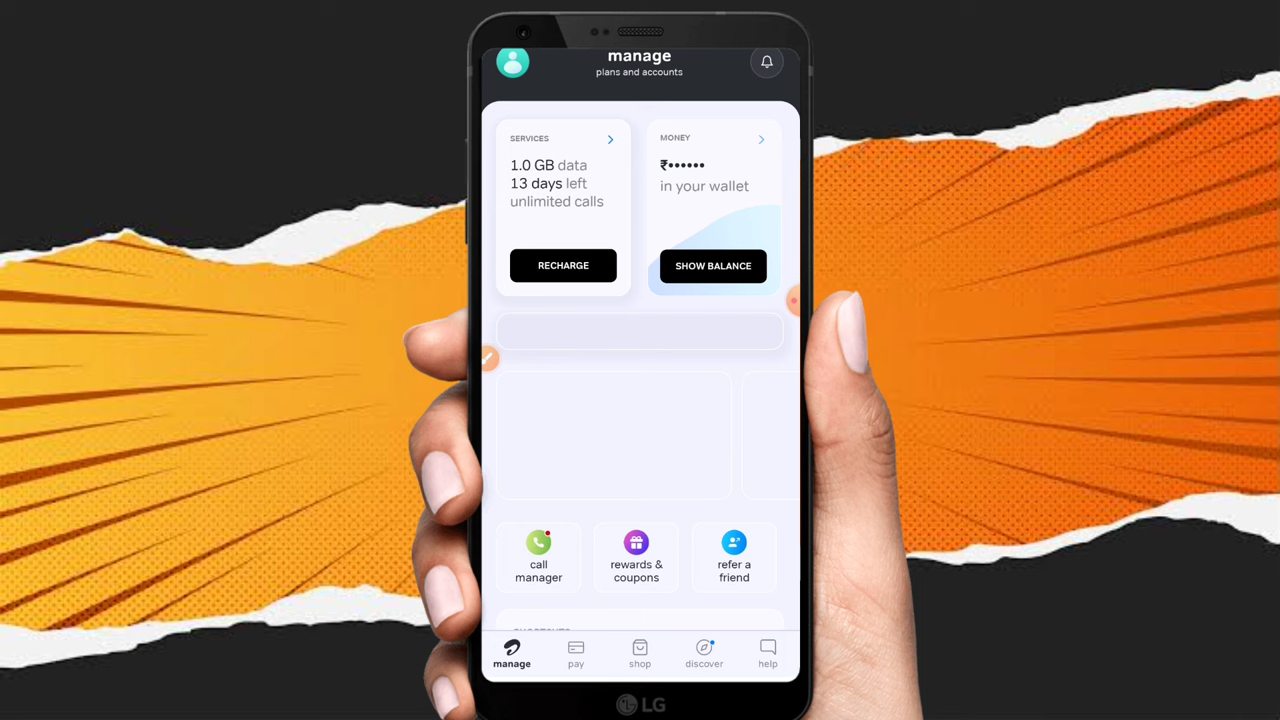 manage
plans and accounts
SERVICES
1.0 GB data
13 days left
unlimited calls
RECHARGE
MONEY
₹••••••
in your wallet
SHOW BALANCE
call
manager
rewards &
coupons
refer a
friend
manage
pay
shop
discover
help
LG